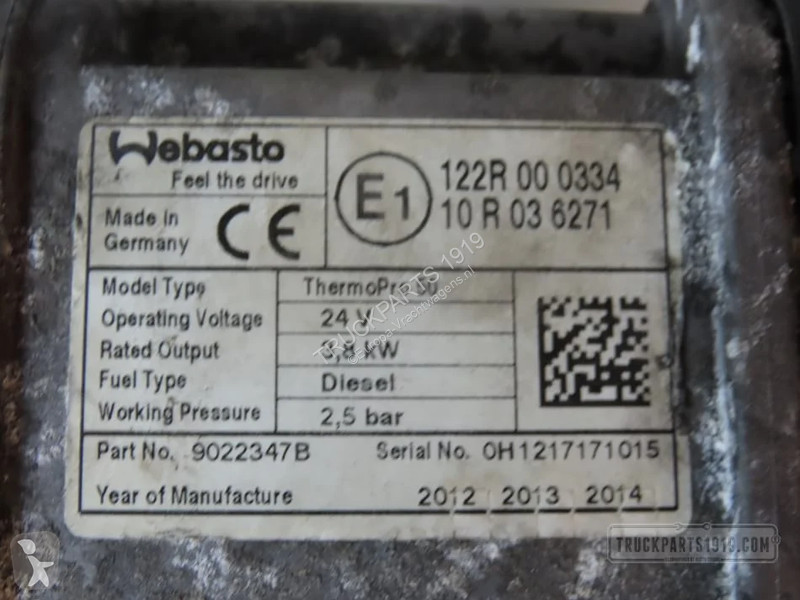 Webasto
Feel the drive
Made in
Germany
CE
E1
122R 00 0334
10 R 03 6271
Model Type
Operating Voltage 24 V
Rated Output kW
Fuel Type Diesel
Working Pressure 2,5 bar
Part No. 9022347B Serial No. 0H1217171015
Year of Manufacture 2012 2013 2014
TRUCKPARTS 1919
TRUCKPARTS1919.COM